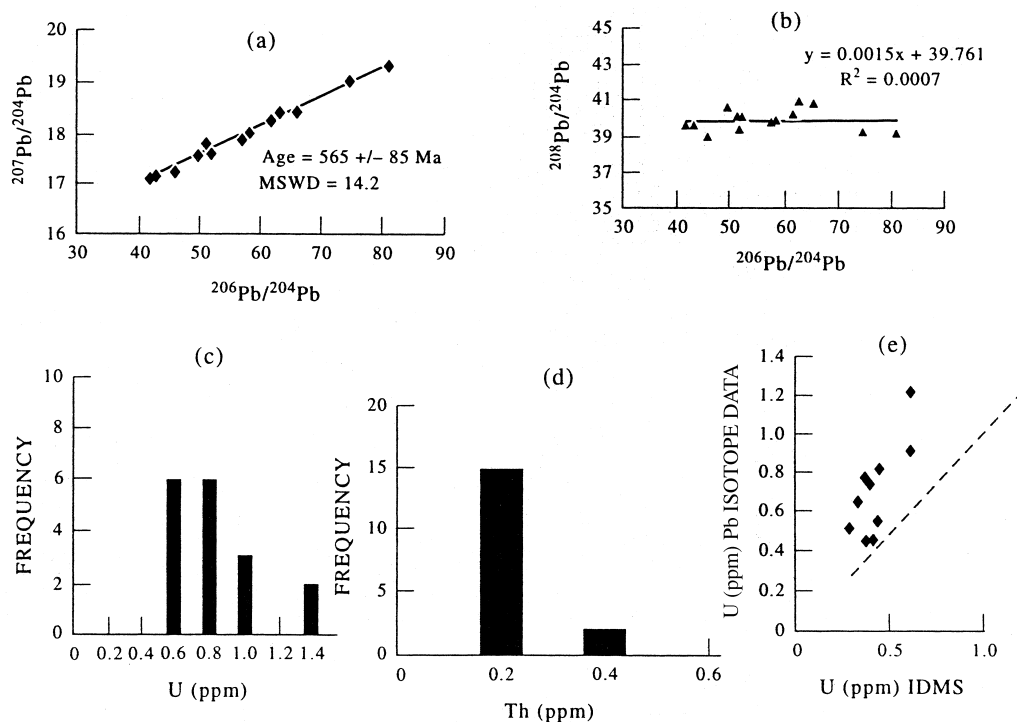 (a)
20
19
18
17
16
30 40 50 60 70 80 90
207Pb/204Pb
206Pb/204Pb
Age = 565 +/- 85 Ma
MSWD = 14.2
(b)
45
43
41
39
37
35
30 40 50 60 70 80 90
208Pb/204Pb
206Pb/204Pb
y = 0.0015x + 39.761
R2 = 0.0007
(c)
10
8
6
4
2
0
0 0.2 0.4 0.6 0.8 1.0 1.4
FREQUENCY
U (ppm)
(d)
20
15
10
5
0
0 0.2 0.4 0.6
FREQUENCY
Th (ppm)
(e)
1.4
1.2
1.0
0.8
0.6
0.4
0.2
0
0 0.5 1.0
U (ppm) Pb ISOTOPE DATA
U (ppm) IDMS